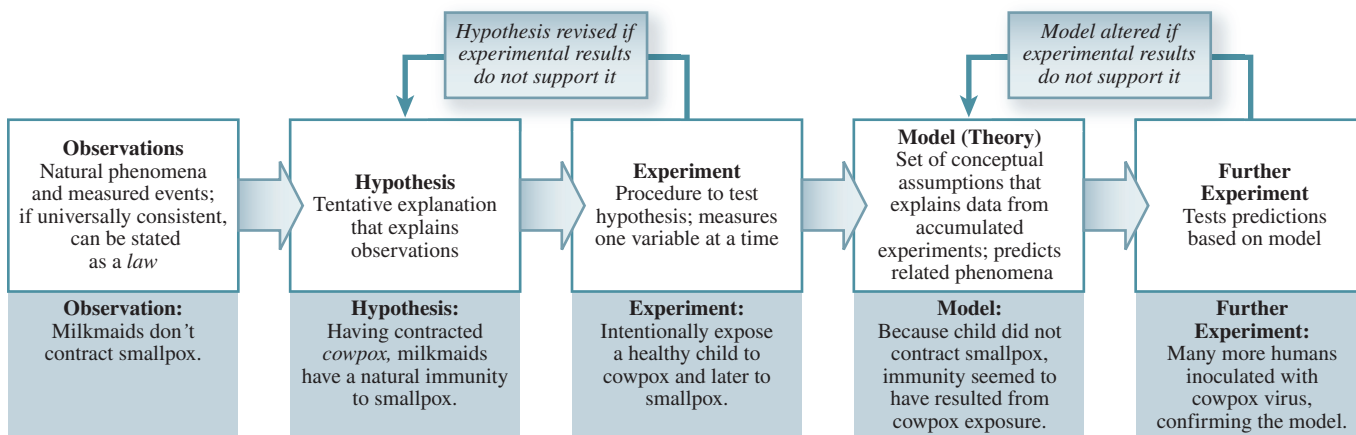 Hypothesis revised if
experimental results
do not support it
Model altered if
experimental results
do not support it
Observations
Natural phenomena
and measured events;
if universally consistent,
can be stated
as a law
Hypothesis
Tentative explanation
that explains
observations
Experiment
Procedure to test
hypothesis; measures
one variable at a time
Model (Theory)
Set of conceptual
assumptions that
explains data from
accumulated
experiments; predicts
related phenomena
Further
Experiment
Tests predictions
based on model
Observation:
Milkmaids don't
contract smallpox.
Hypothesis:
Having contracted
cowpox, milkmaids
have a natural immunity
to smallpox.
Experiment:
Intentionally expose
a healthy child to
cowpox and later to
smallpox.
Model:
Because child did not
contract smallpox,
immunity seemed to
have resulted from
cowpox exposure.
Further
Experiment:
Many more humans
inoculated with
cowpox virus,
confirming the model.